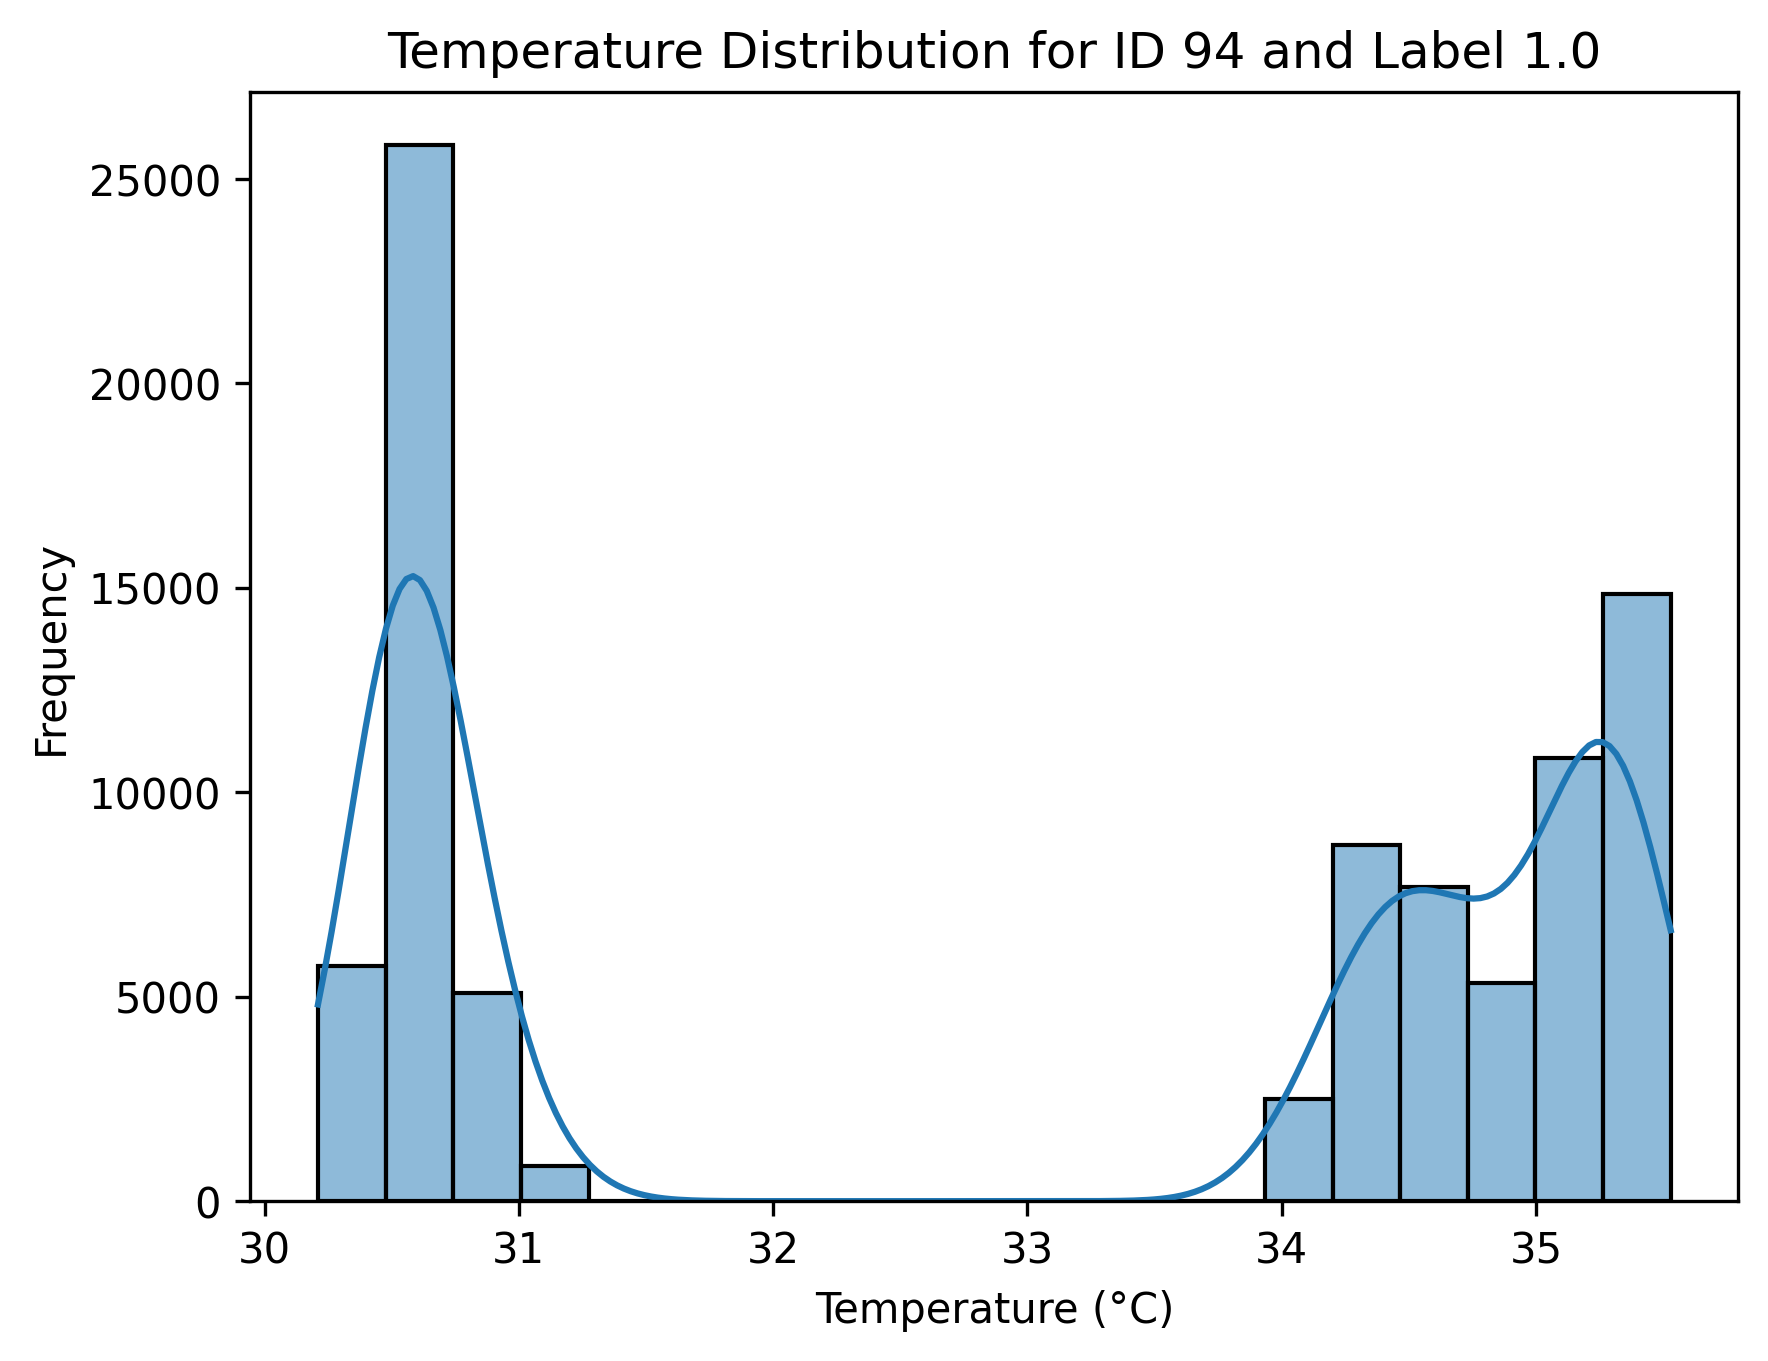 Temperature Distribution for ID 94 and Label 1.0
25000
20000
15000
10000
5000
0
Frequency
30 31 32 33 34 35
Temperature (°C)